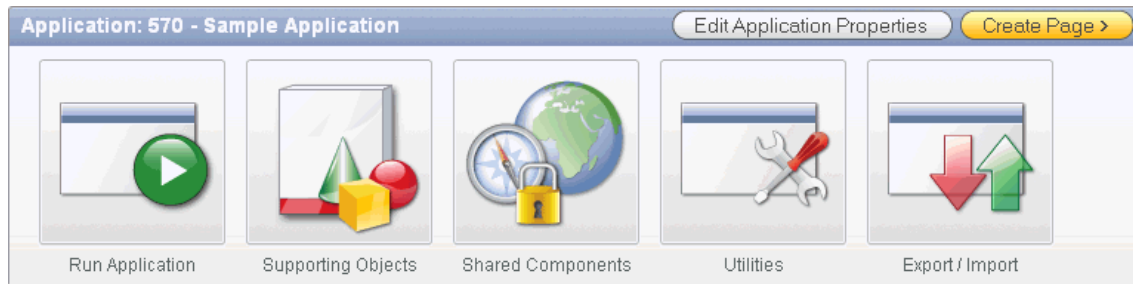 Application: 570 - Sample Application
Edit Application Properties
Create Page >
Run Application
Supporting Objects
Shared Components
Utilities
Export / Import